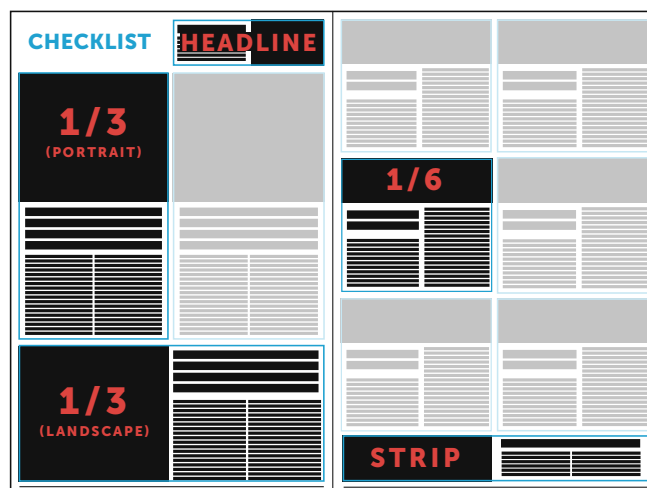 CHECKLIST
HEADLINE
1/3
(PORTRAIT)
1/3
(LANDSCAPE)
1/6
STRIP